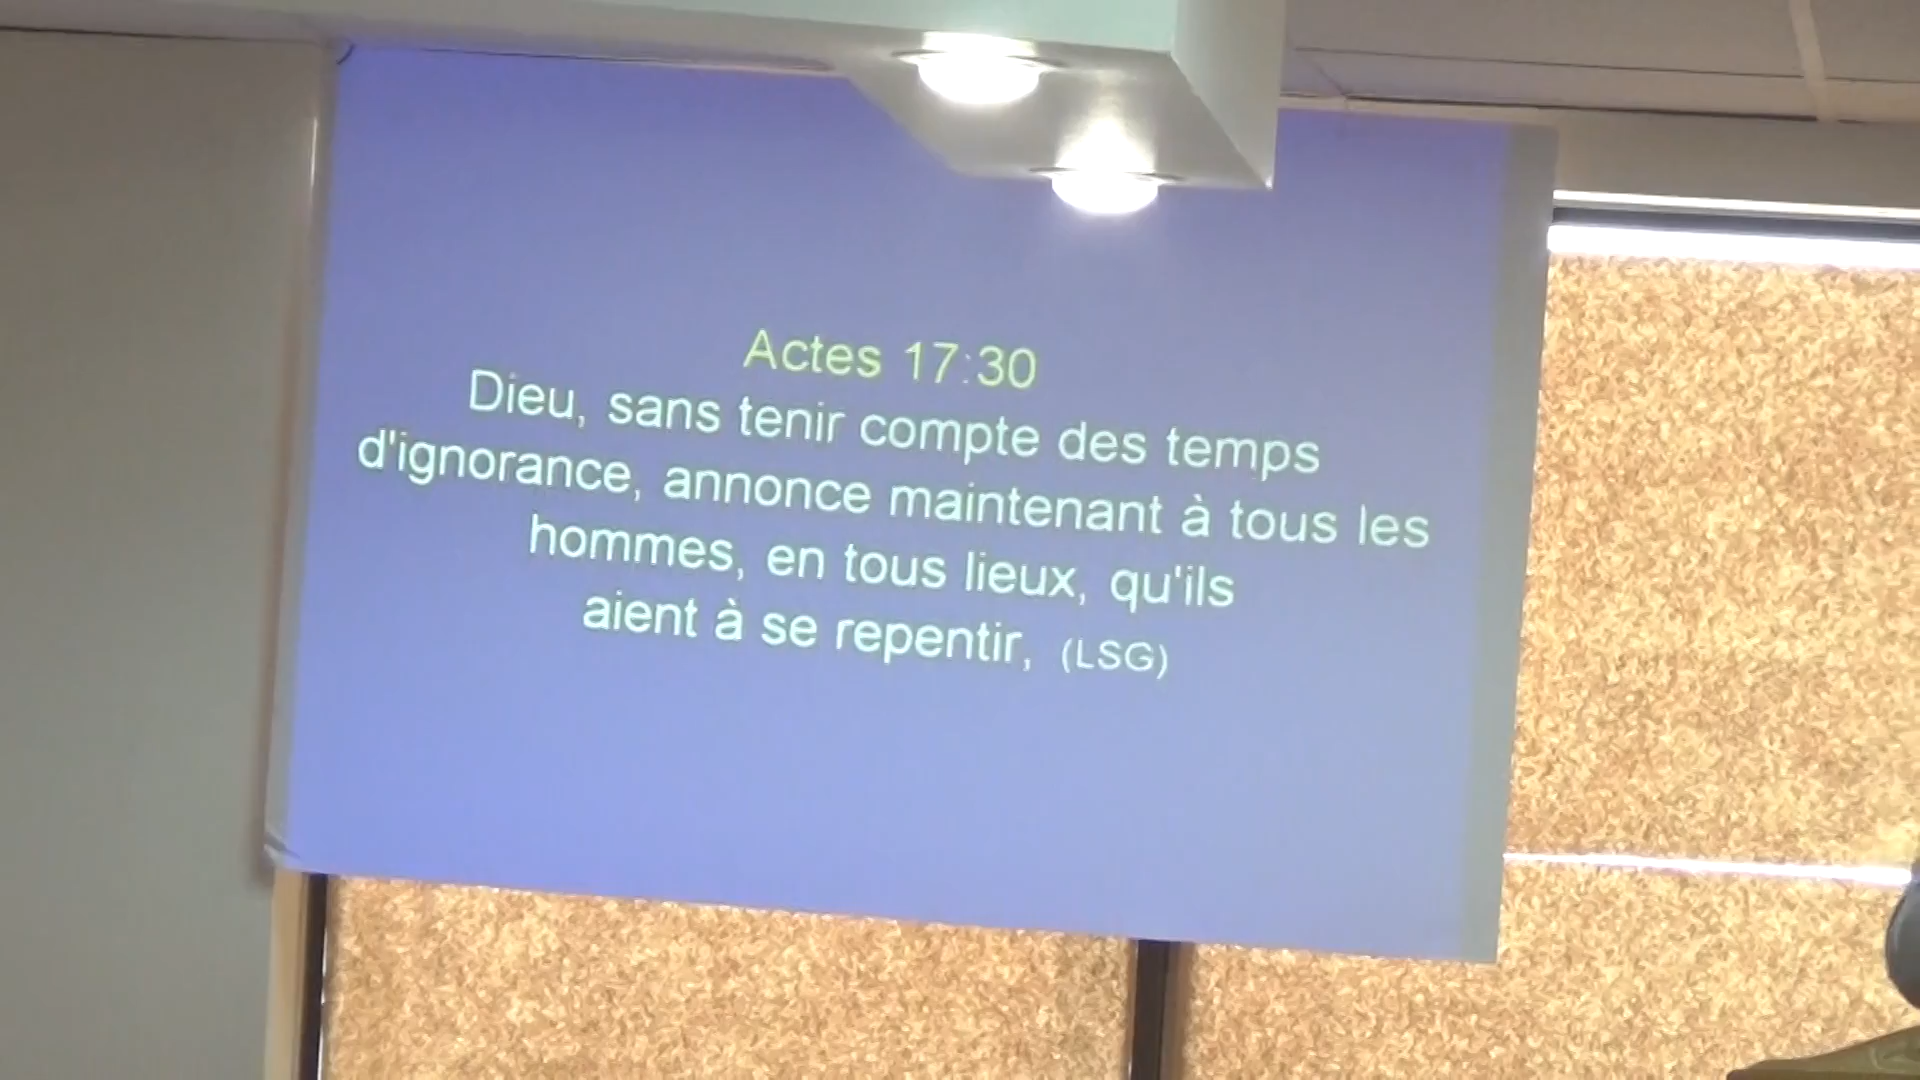 Actes 17:30
Dieu, sans tenir compte des temps
d'ignorance, annonce maintenant à tous les
hommes, en tous lieux, qu'ils
aient à se repentir, (LSG)